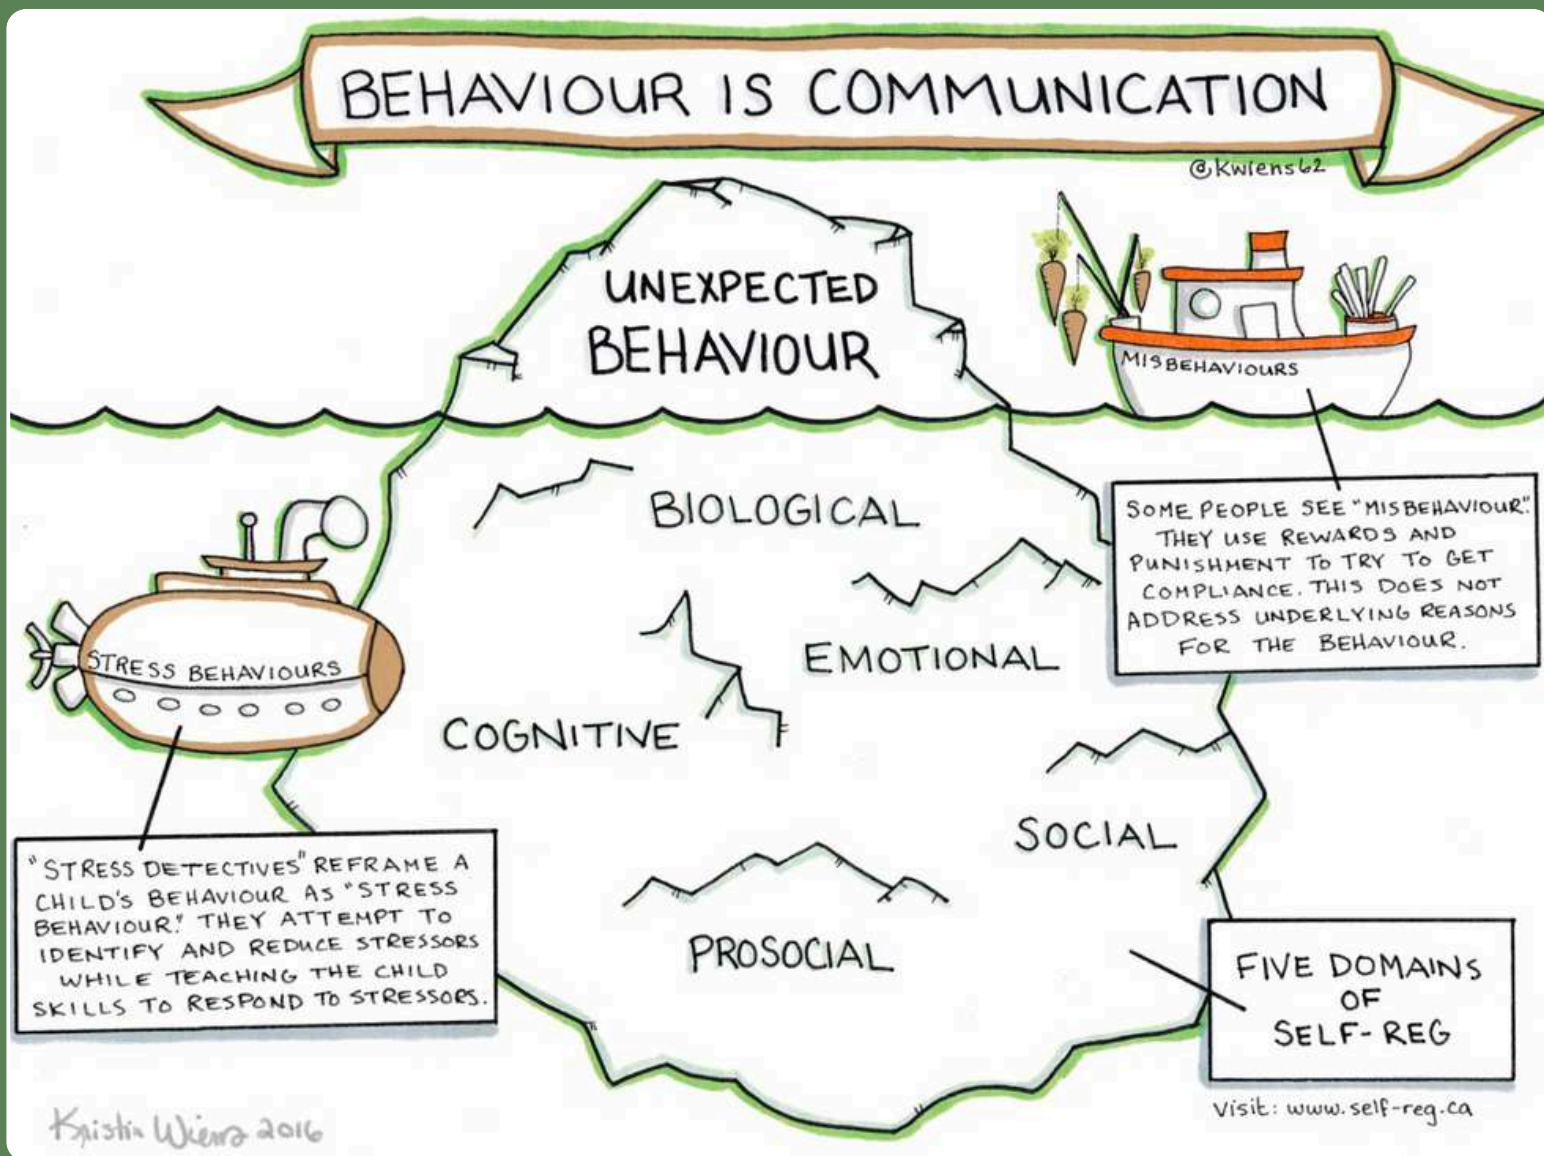 BEHAVIOUR IS COMMUNICATION
@Kwiens62
UNEXPECTED
BEHAVIOUR
MISBEHAVIOURS
BIOLOGICAL
SOME PEOPLE SEE "MISBEHAVIOUR".
THEY USE REWARDS AND
PUNISHMENT TO TRY TO GET
COMPLIANCE. THIS DOES NOT
ADDRESS UNDERLYING REASONS
FOR THE BEHAVIOUR.
EMOTIONAL
STRESS BEHAVIOURS
COGNITIVE
SOCIAL
"STRESS DETECTIVES" REFRAME A
CHILD'S BEHAVIOUR AS "STRESS
BEHAVIOUR." THEY ATTEMPT TO
IDENTIFY AND REDUCE STRESSORS
WHILE TEACHING THE CHILD
SKILLS TO RESPOND TO STRESSORS.
PROSOCIAL
FIVE DOMAINS
OF
SELF-REG
Visit: www.self-reg.ca
Kristin Wiens 2016